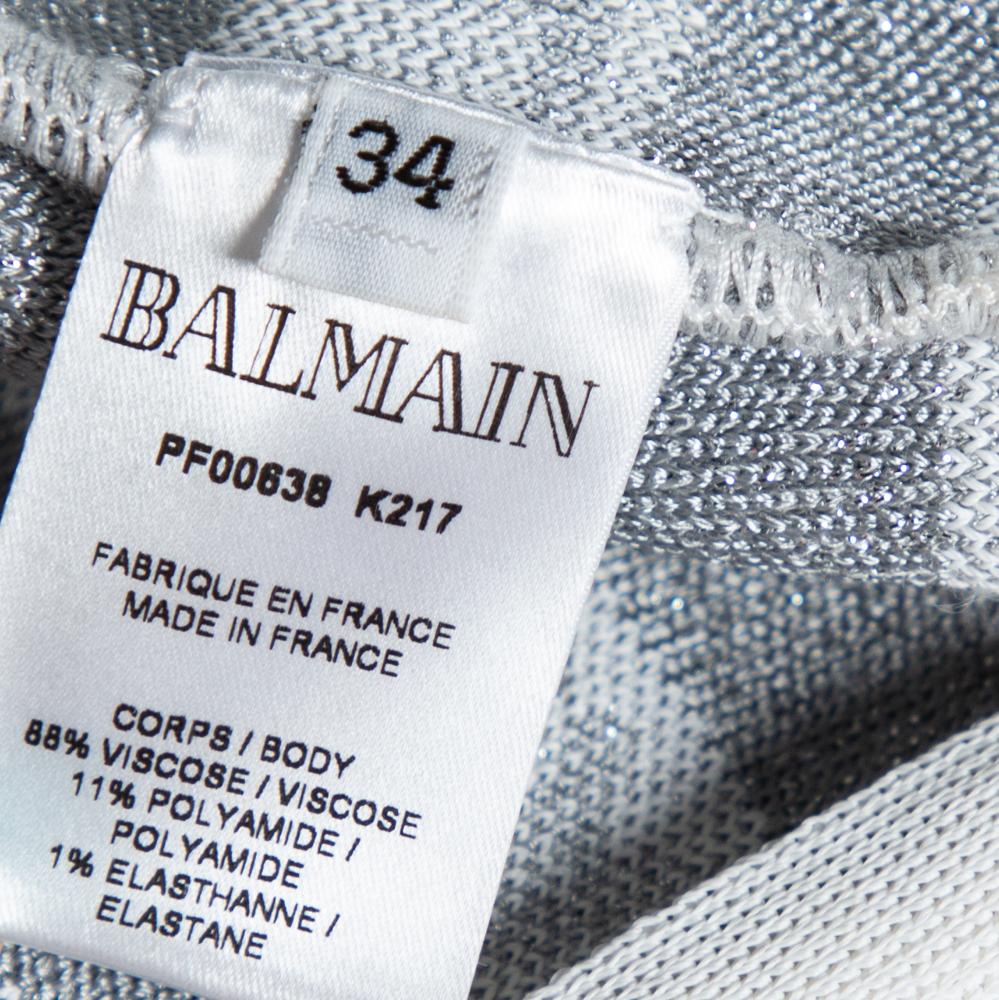 34
BALMAIN
PF00638 K217
FABRIQUE EN FRANCE
MADE IN FRANCE
CORPS / BODY
88% VISCOSE / VISCOSE
11% POLYAMIDE /
POLYAMIDE
1% ELASTHANNE /
ELASTANE